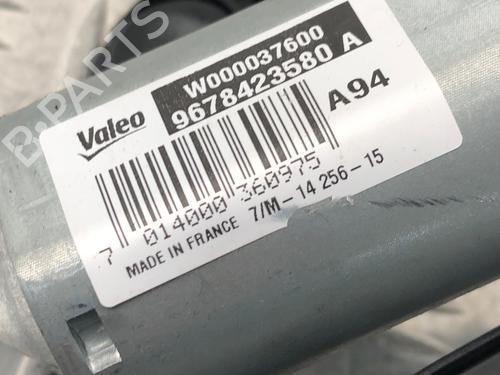 W000037600
9678423580 A
Valeo
A94
7 014000 360975
MADE IN FRANCE 7/M-14 256-15
B.PARTS